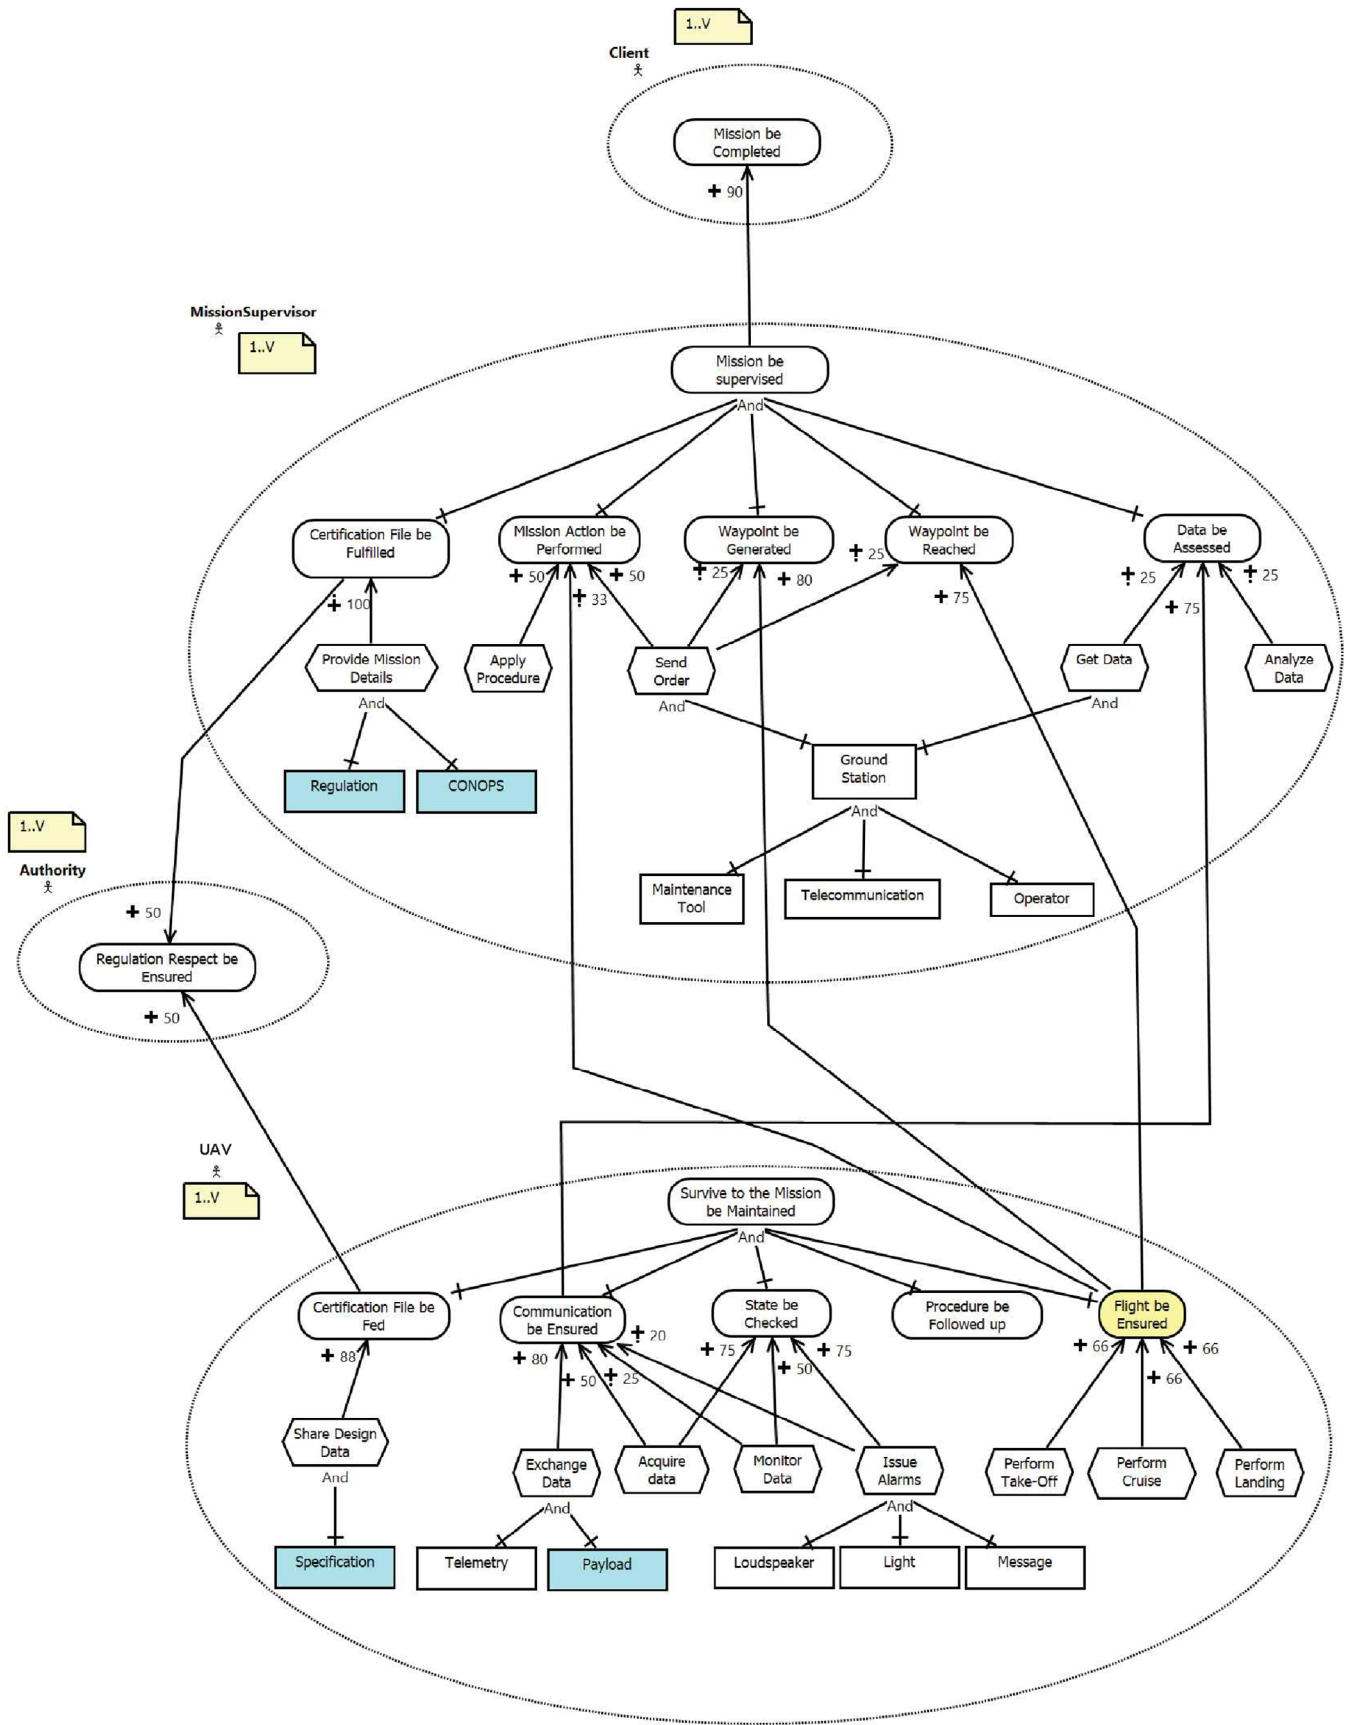 1..V
Client
Mission be
Completed
+ 90
MissionSupervisor
1..V
Mission be
supervised
And
Certification File be
Fulfilled
Mission Action be
Performed
Waypoint be
Generated
Waypoint be
Reached
Data be
Assessed
+ 100
+ 50
+ 50
+ 33
+ 25
+ 80
+ 25
+ 75
+ 25
+ 25
+ 75
Provide Mission
Details
Apply
Procedure
Send
Order
Get Data
Analyze
Data
And
And
And
Regulation
CONOPS
Ground
Station
And
Maintenance
Tool
Telecommunication
Operator
1..V
Authority
+ 50
Regulation Respect be
Ensured
+ 50
UAV
1..V
Survive to the Mission
be Maintained
And
Certification File be
Fed
Communication
be Ensured
State be
Checked
Procedure be
Followed up
Flight be
Ensured
+ 88
+ 80
+ 50
+ 25
+ 20
+ 75
+ 50
+ 75
+ 66
+ 66
+ 66
Share Design
Data
Exchange
Data
Acquire
data
Monitor
Data
Issue
Alarms
Perform
Take-Off
Perform
Cruise
Perform
Landing
And
And
And
Specification
Telemetry
Payload
Loudspeaker
Light
Message